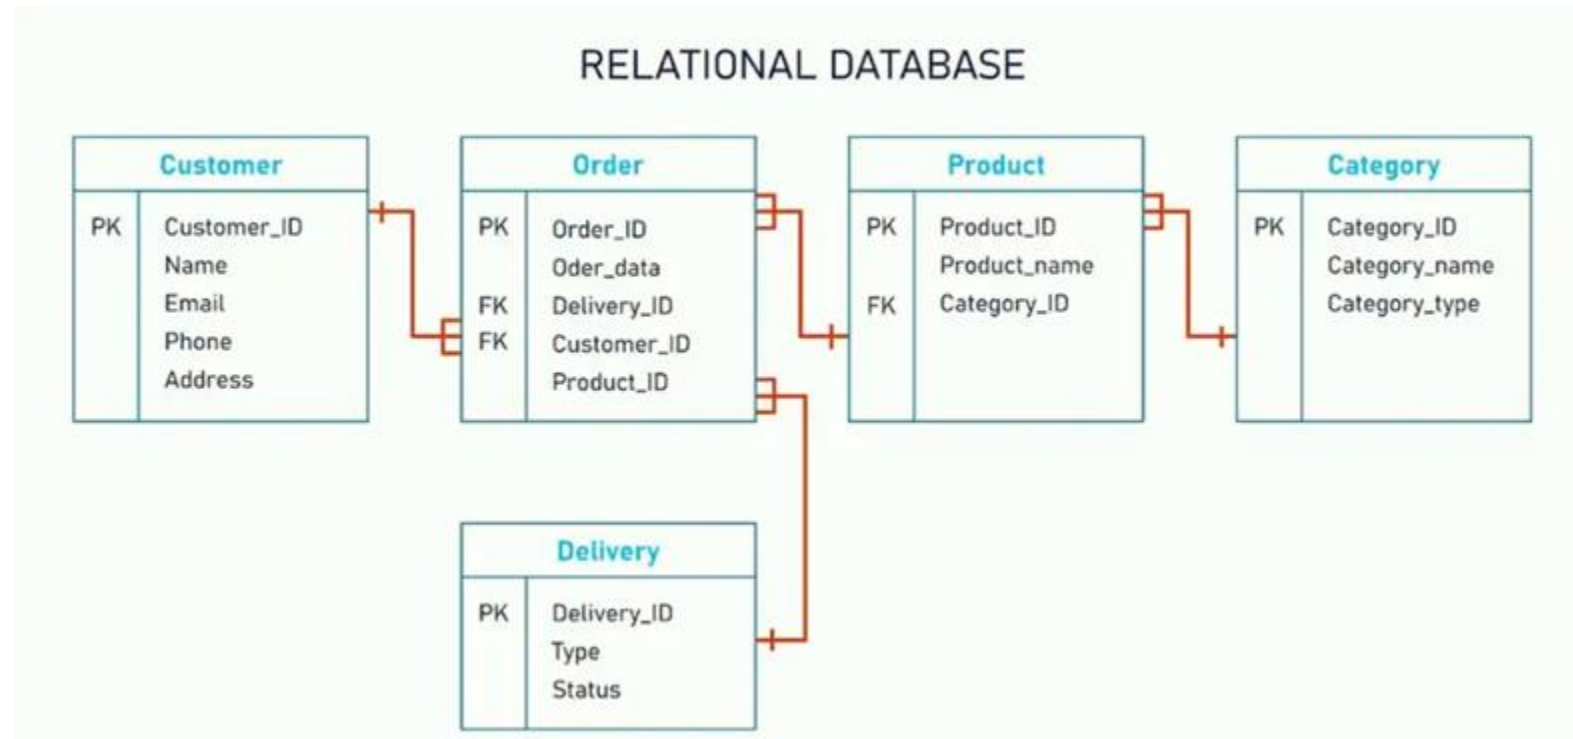 RELATIONAL DATABASE
Customer
PK Customer_ID
Name
Email
Phone
Address
Order
PK Order_ID
Oder_data
FK Delivery_ID
FK Customer_ID
Product_ID
Product
PK Product_ID
Product_name
FK Category_ID
Category
PK Category_ID
Category_name
Category_type
Delivery
PK Delivery_ID
Type
Status